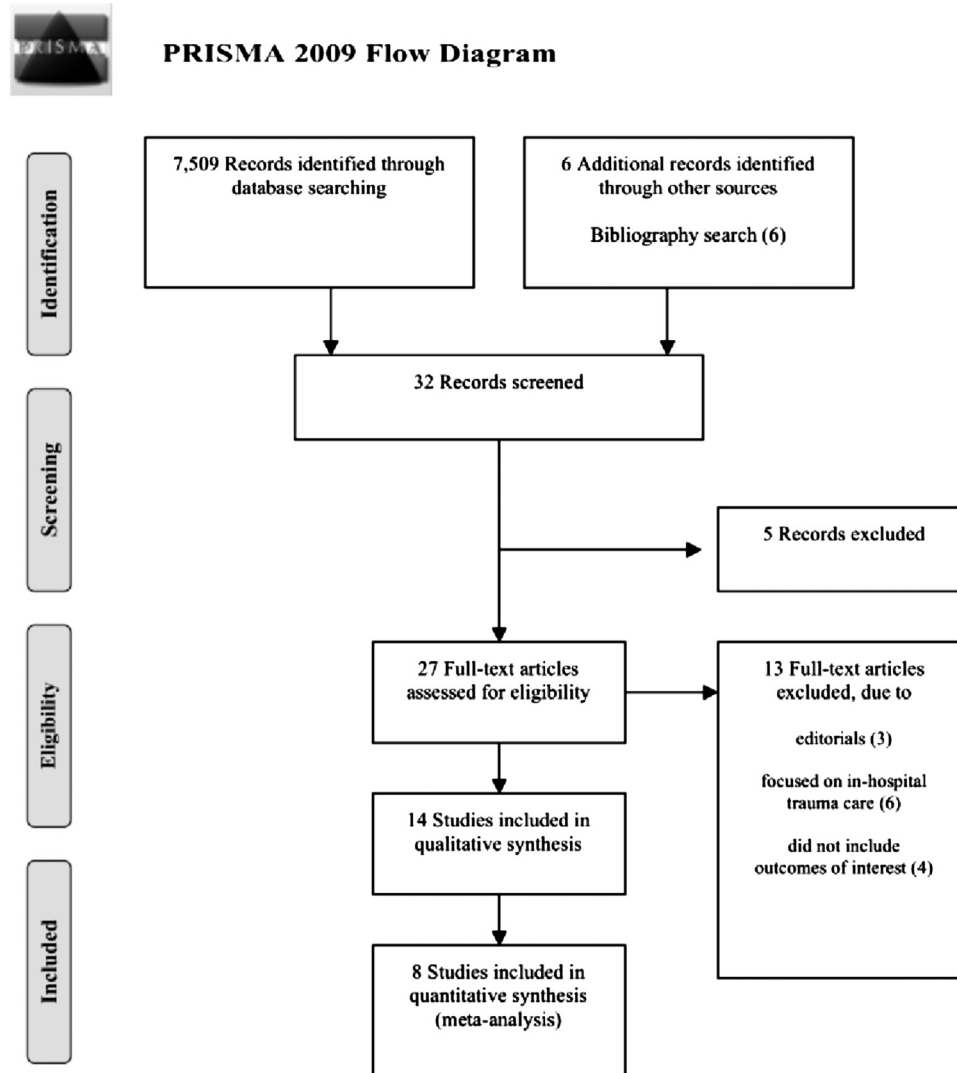 PRISMA
PRISMA 2009 Flow Diagram
Identification
7,509 Records identified through
database searching
6 Additional records identified
through other sources
Bibliography search (6)
32 Records screened
Screening
5 Records excluded
Eligibility
27 Full-text articles
assessed for eligibility
13 Full-text articles
excluded, due to
editorials (3)
focused on in-hospital
trauma care (6)
did not include
outcomes of interest (4)
14 Studies included in
qualitative synthesis
Included
8 Studies included in
quantitative synthesis
(meta-analysis)